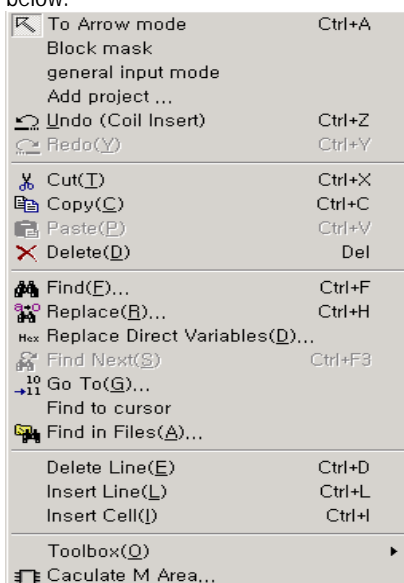 below.
To Arrow mode Ctrl+A
Block mask
general input mode
Add project ...
Undo (Coil Insert) Ctrl+Z
Redo(Y) Ctrl+Y
Cut(T) Ctrl+X
Copy(C) Ctrl+C
Paste(P) Ctrl+V
Delete(D) Del
Find(F)... Ctrl+F
Replace(R)... Ctrl+H
Hex Replace Direct Variables(D)...
Find Next(S) Ctrl+F3
10 11 Go To(G)...
Find to cursor
Find in Files(A)...
Delete Line(E) Ctrl+D
Insert Line(L) Ctrl+L
Insert Cell(I) Ctrl+I
Toolbox(O)
Caculate M Area...